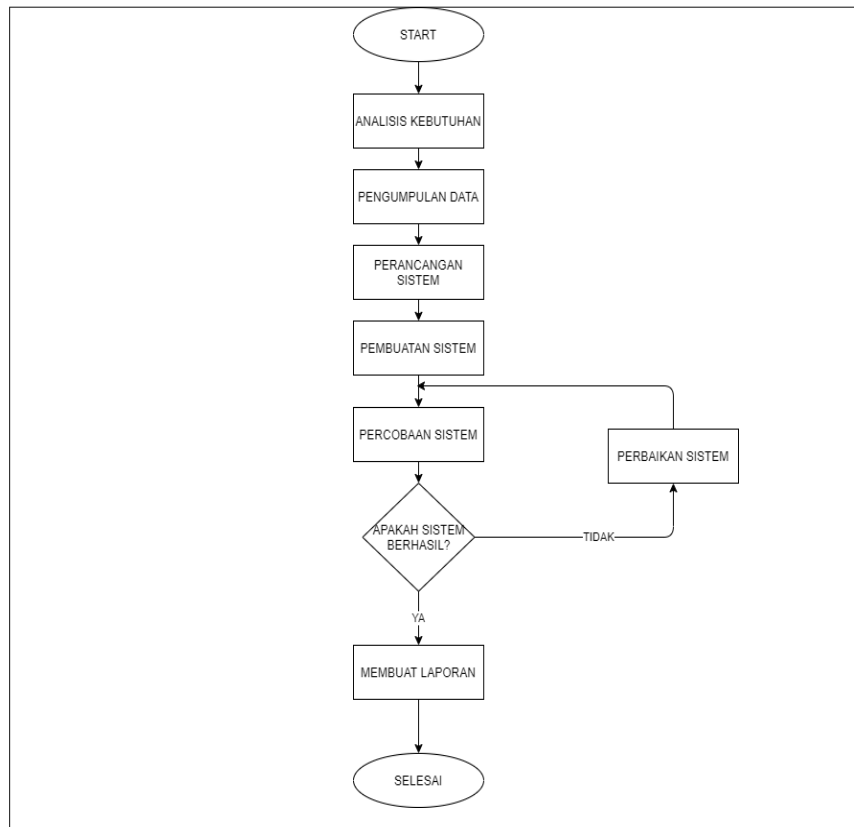 START
ANALISIS KEBUTUHAN
PENGUMPULAN DATA
PERANCANGAN
SISTEM
PEMBUATAN SISTEM
PERCOBAAN SISTEM
PERBAIKAN SISTEM
APAKAH SISTEM
BERHASIL?
TIDAK
YA
MEMBUAT LAPORAN
SELESAI